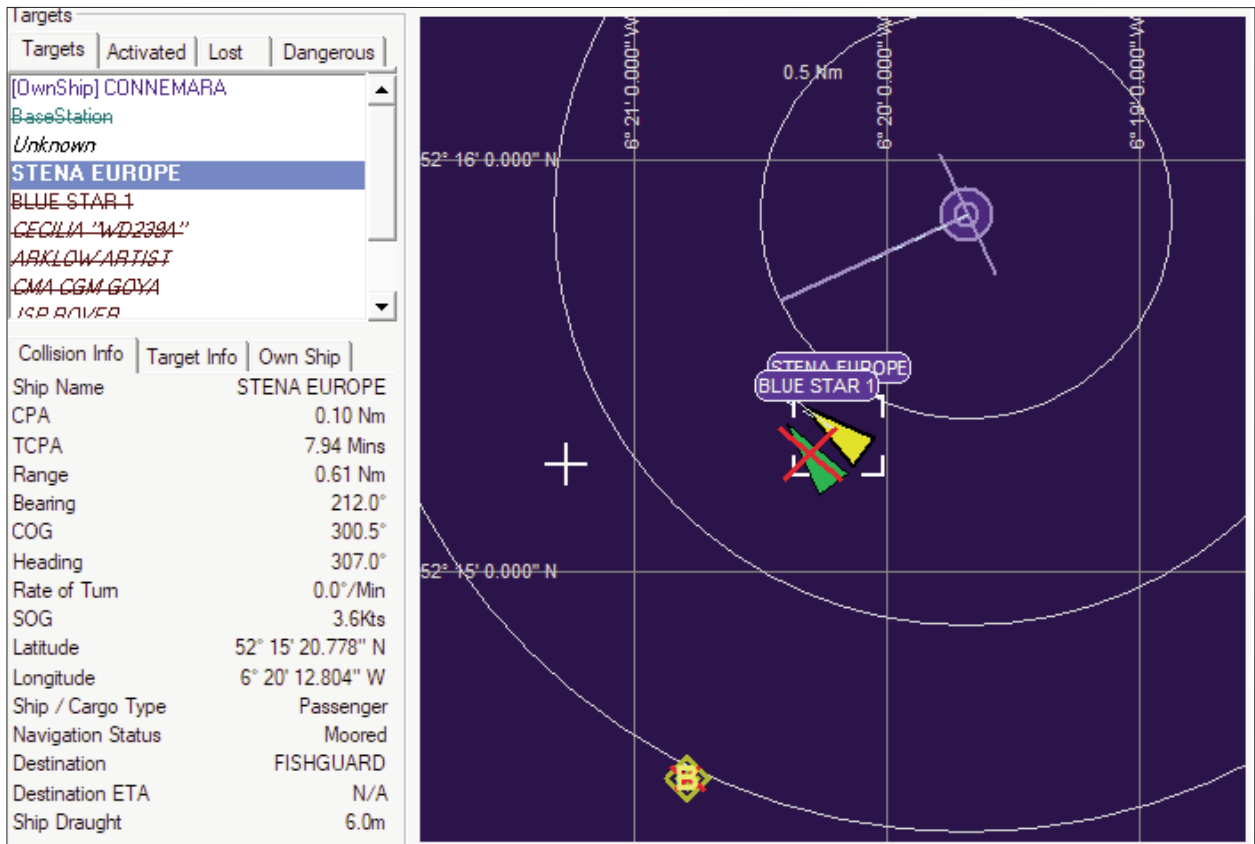 Targets
Targets Activated Lost Dangerous
[OwnShip] CONNEMARA
BaseStation
Unknown
STENA EUROPE
BLUE STAR 1
CECILIA "WD239A"
ARKLOW ARTIST
CMA CGM GOYA
JSP ROVER
Collision Info Target Info Own Ship
Ship Name STENA EUROPE
CPA 0.10 Nm
TCPA 7.94 Mins
Range 0.61 Nm
Bearing 212.0°
COG 300.5°
Heading 307.0°
Rate of Turn 0.0°/Min
SOG 3.6Kts
Latitude 52° 15' 20.778" N
Longitude 6° 20' 12.804" W
Ship / Cargo Type Passenger
Navigation Status Moored
Destination FISHGUARD
Destination ETA N/A
Ship Draught 6.0m
6° 21' 0.000" W
6° 20' 0.000" W
6° 19' 0.000" W
0.5 Nm
52° 16' 0.000" N
STENA EUROPE
BLUE STAR 1
52° 15' 0.000" N
B